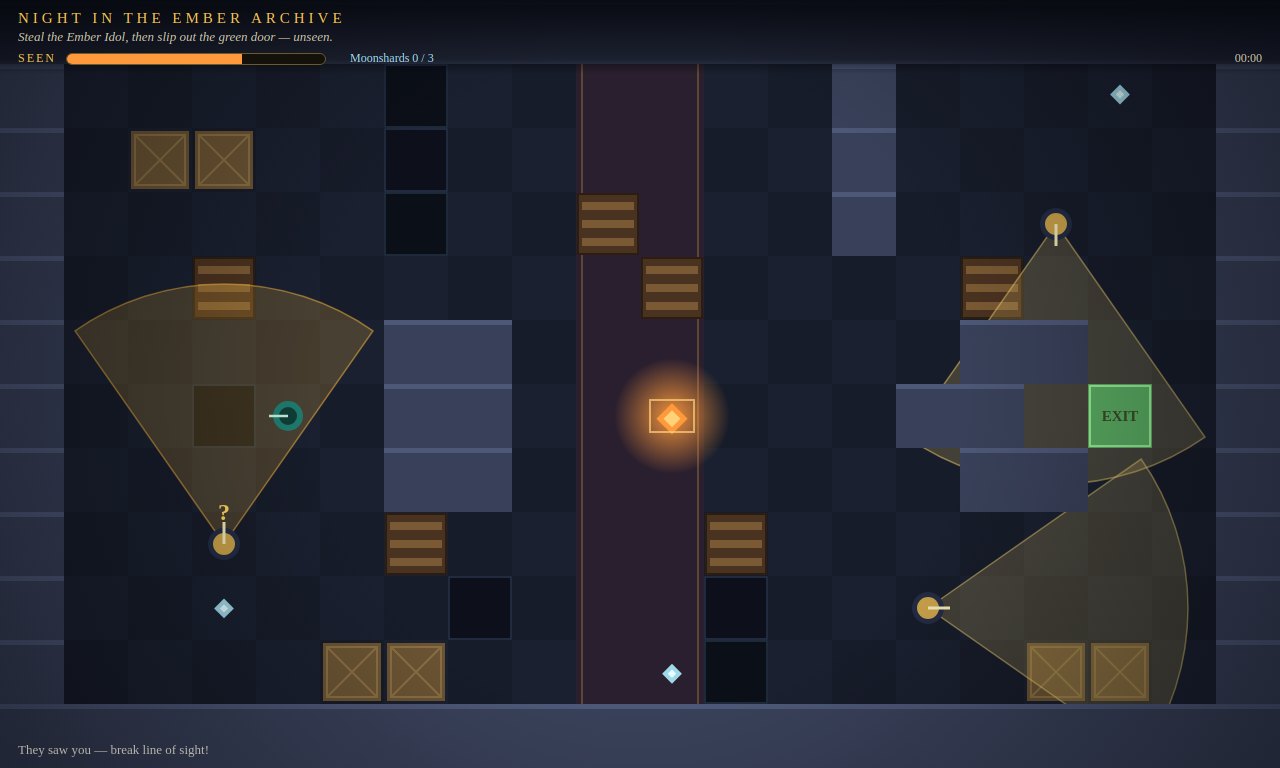 NIGHT IN THE EMBER ARCHIVE
Steal the Ember Idol, then slip out the green door — unseen.
SEEN
Moonshards 0 / 3
00:00
EXIT
?
They saw you — break line of sight!